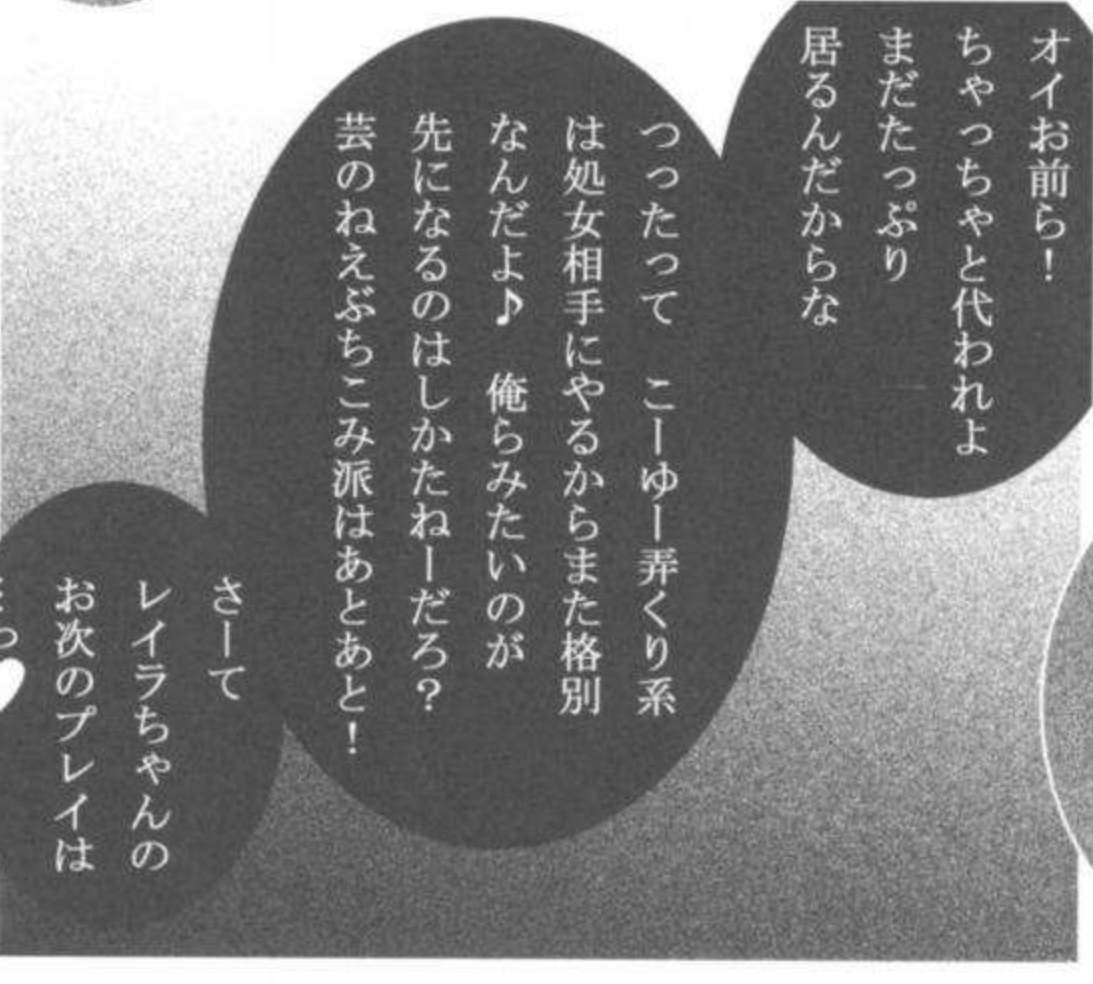 オイお前ら！
ちゃっちゃと代われよ
まだたっぷり
居るんだからな
つったって　こーゆー弄くり系
は処女相手にやるからまた格別
なんだよ♪　俺らみたいのが
先になるのはしかたねーだろ？
芸のねえぶちこみ派はあとあと！
さーて
レイラちゃんの
お次のプレイは